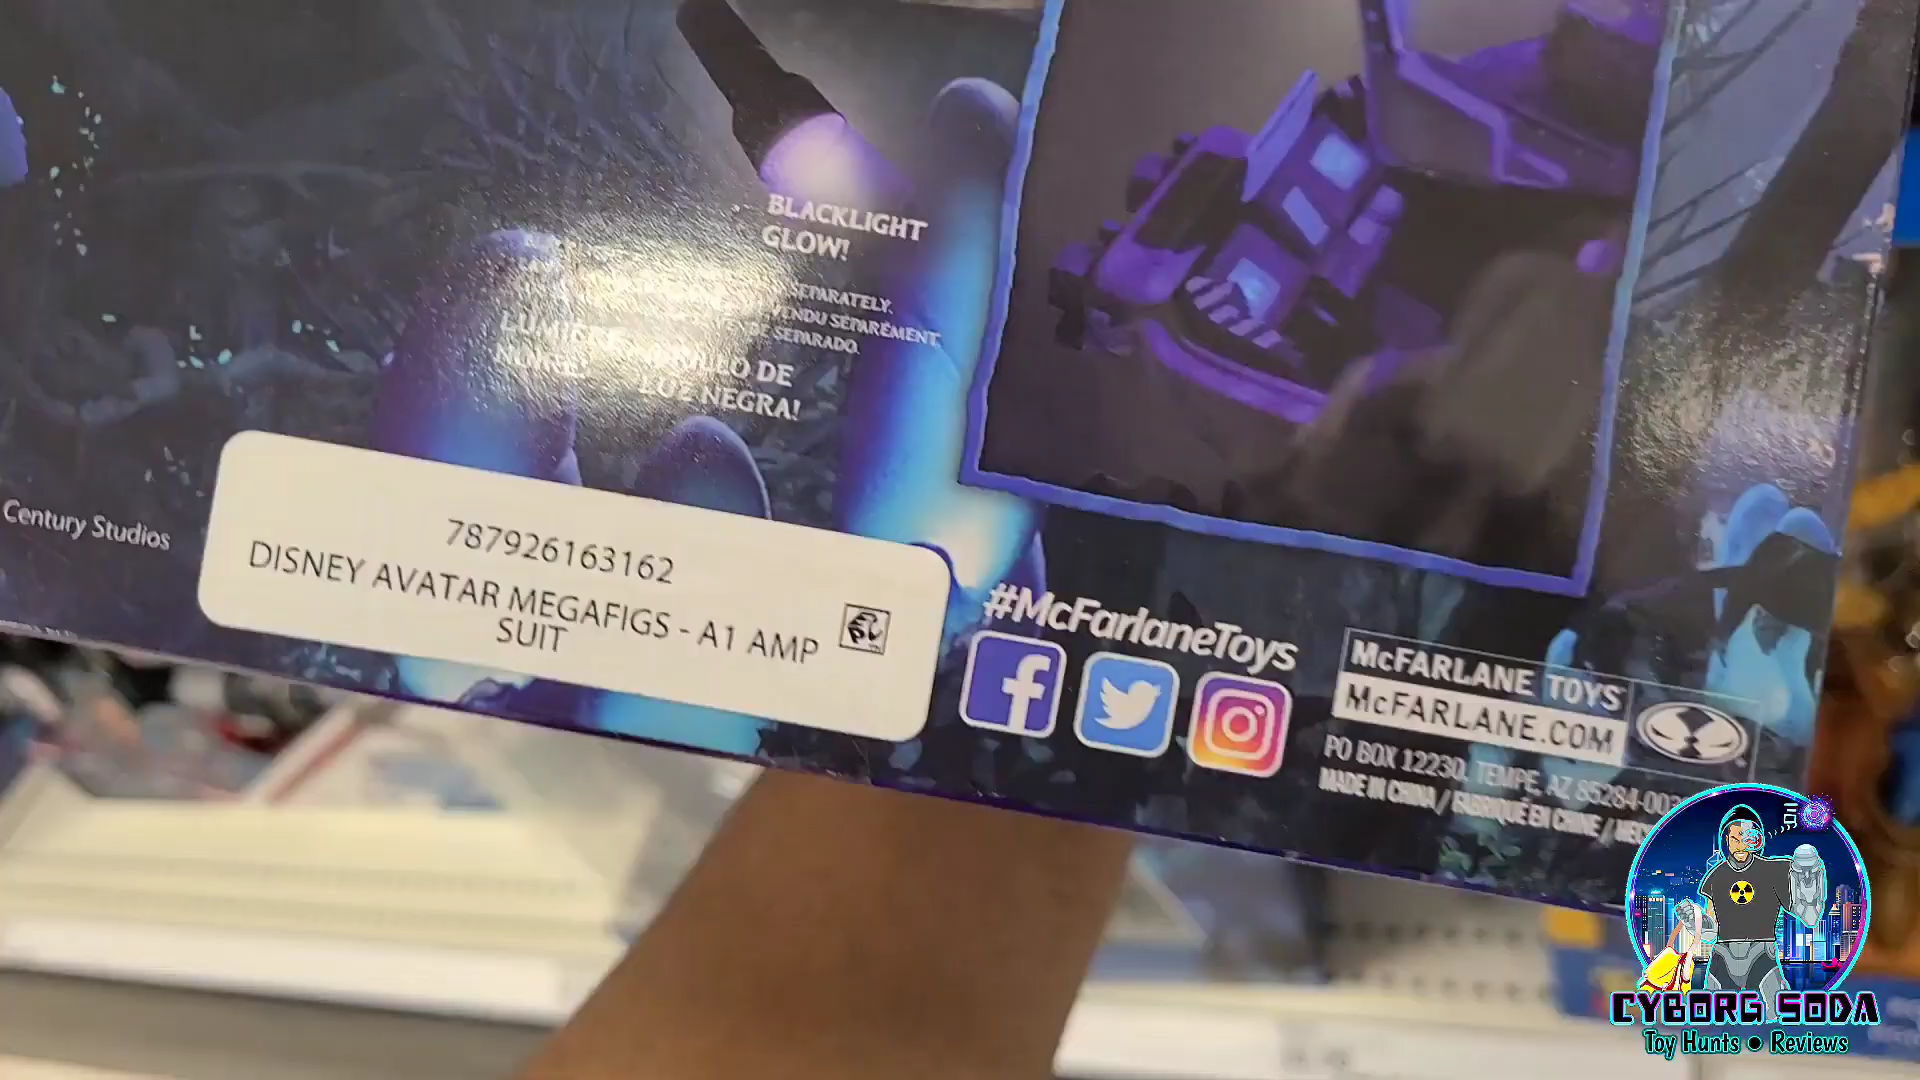 BLACKLIGHT
GLOW!
SEPARATELY.
VENDU SÉPARÉMENT.
SEPARADO.
DE
LUZ NEGRA!
Century Studios
787926163162
DISNEY AVATAR MEGAFIGS - A1 AMP
SUIT
#McFarlaneToys
McFARLANE TOYS
McFARLANE.COM
PO BOX 12230, TEMPE, AZ 85284
MADE IN CHINA / FABRIQUÉ EN CHINE /
CYBORG SODA
Toy Hunts • Reviews